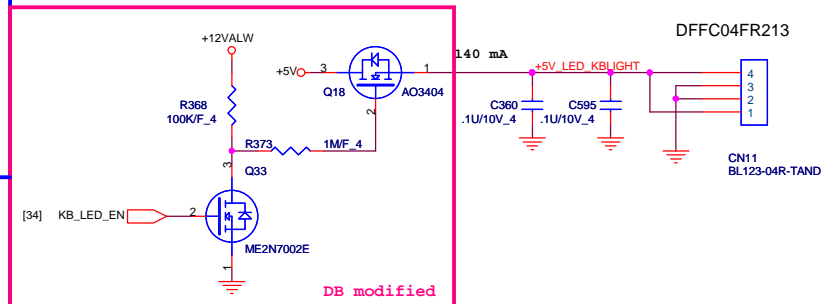 +12VALW
DFFC04FR213
+5V
3
1
140 mA
+5V_LED_KBLIGHT
Q18
AO3404
2
R368
100K/F_4
C360
.1U/10V_4
C595
.1U/10V_4
4
3
2
1
R373
1M/F_4
3
Q33
CN11
BL123-04R-TAND
[34]
KB_LED_EN
2
ME2N7002E
1
DB modified